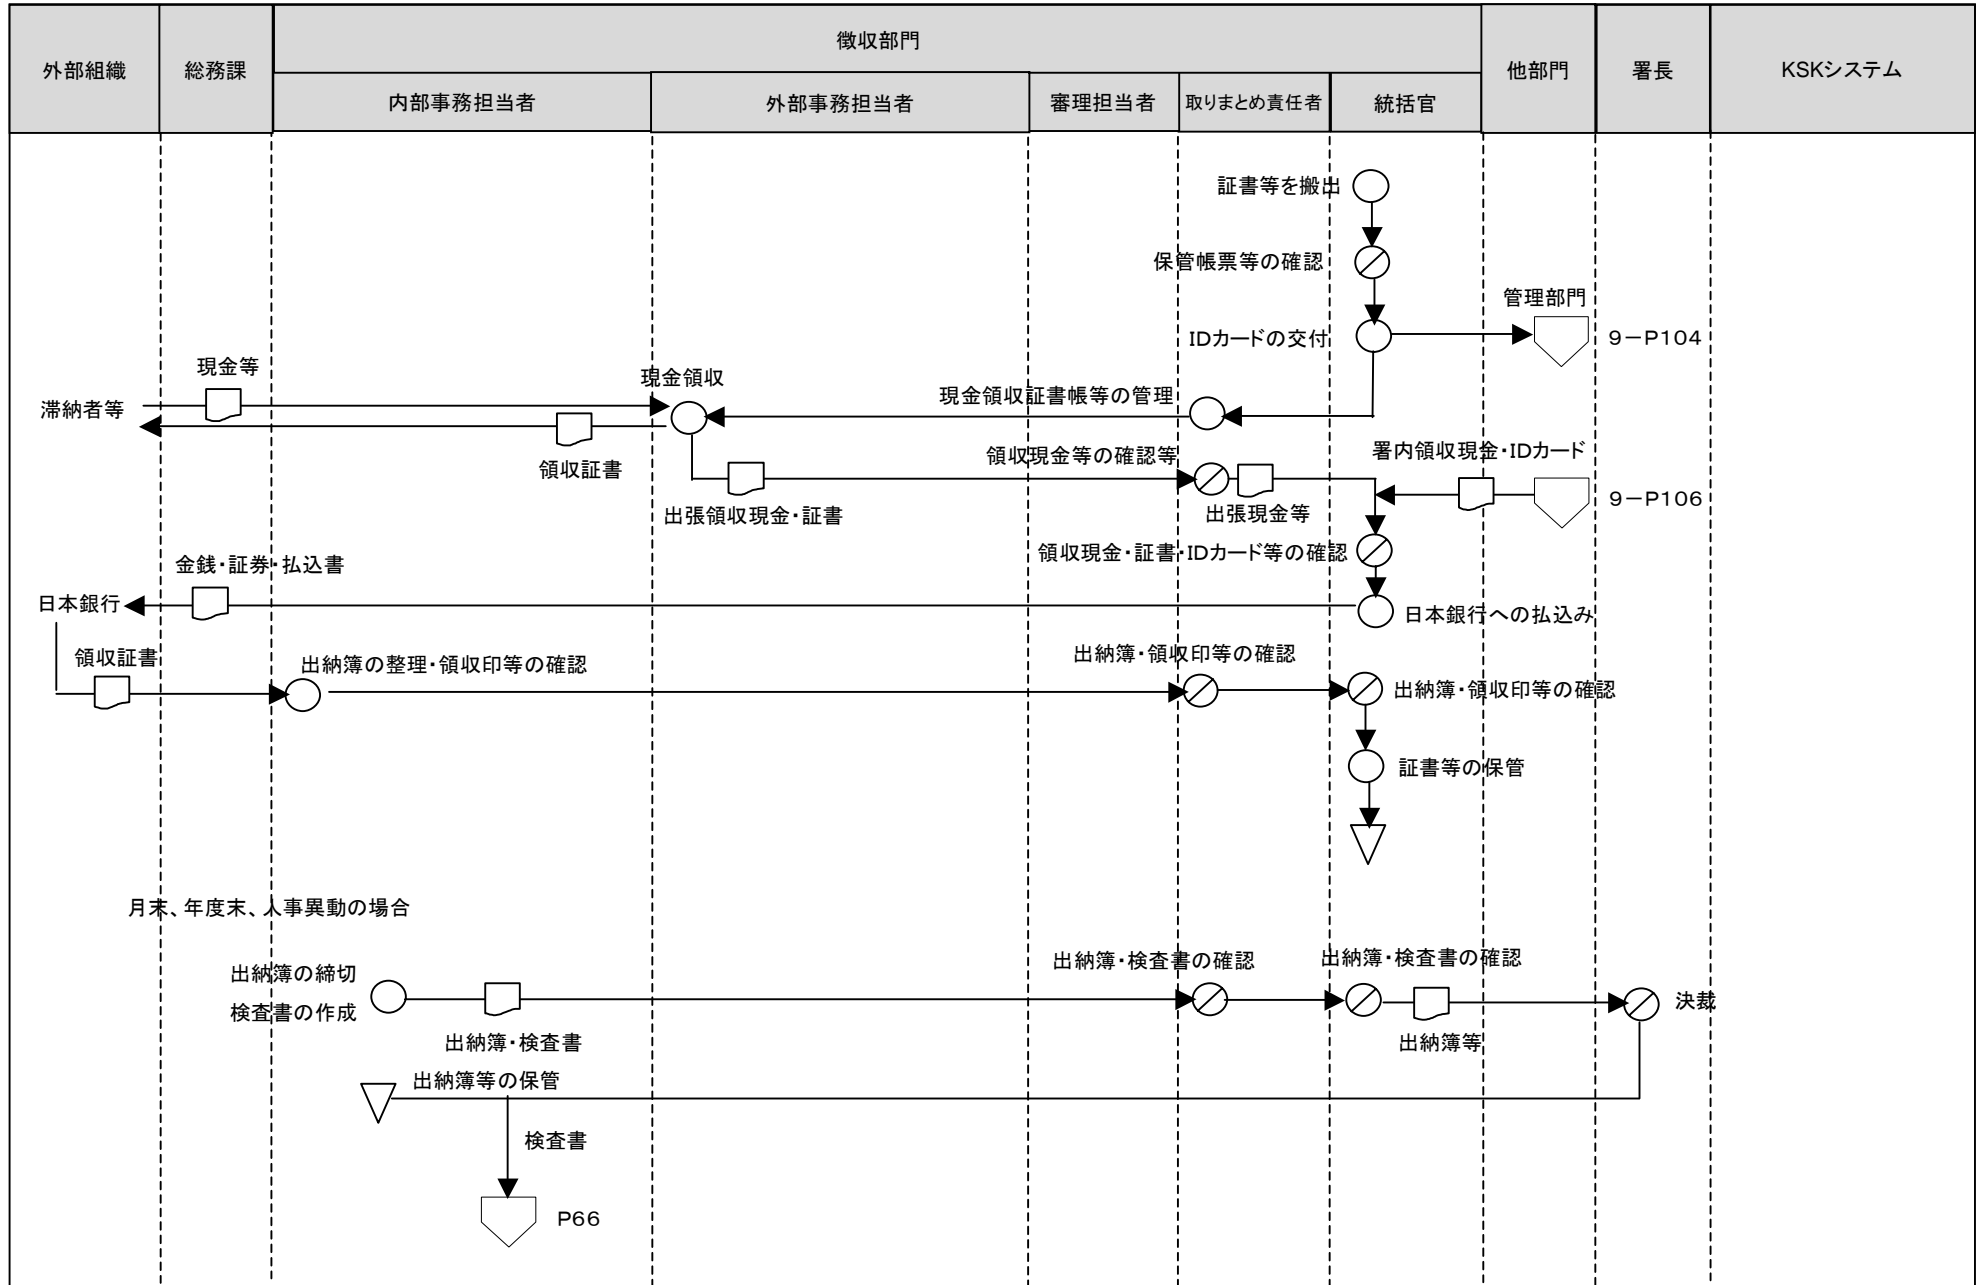 外部組織
総務課
徴収部門
内部事務担当者
外部事務担当者
審理担当者
取りまとめ責任者
統括官
他部門
署長
KSKシステム
証書等を搬出
保管帳票等の確認
管理部門
IDカードの交付
9－P104
現金等
現金領収
滞納者等
現金領収証書帳等の管理
領収証書
領収現金等の確認等
署内領収現金・IDカード
出張領収現金・証書
出張現金等
9－P106
領収現金・証書・IDカード等の確認
金銭・証券・払込書
日本銀行
日本銀行への払込み
領収証書
出納簿の整理・領収印等の確認
出納簿・領収印等の確認
出納簿・領収印等の確認
証書等の保管
月末、年度末、人事異動の場合
出納簿の締切
検査書の作成
出納簿・検査書の確認
出納簿・検査書の確認
決裁
出納簿・検査書
出納簿等
出納簿等の保管
検査書
P66